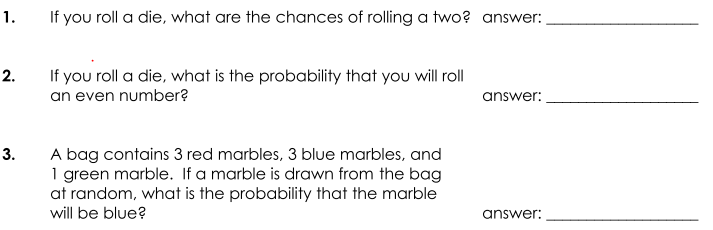 1. If you roll a die, what are the chances of rolling a two? answer: ___________________
2. If you roll a die, what is the probability that you will roll
an even number? answer: ___________________
3. A bag contains 3 red marbles, 3 blue marbles, and
1 green marble. If a marble is drawn from the bag
at random, what is the probability that the marble
will be blue? answer: ___________________